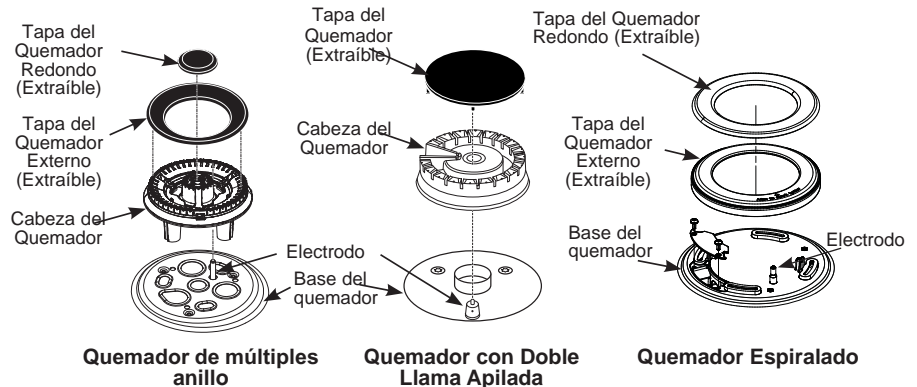 Tapa del
Quemador
Redondo
(Extraíble)
Tapa del
Quemador
Externo
(Extraíble)
Cabeza del
Quemador
Tapa del
Quemador
(Extraíble)
Cabeza del
Quemador
Electrodo
Base del
quemador
Tapa del Quemador
Redondo (Extraíble)
Tapa del
Quemador
Externo
(Extraíble)
Base del
quemador
Electrodo
Quemador de múltiples
anillo
Quemador con Doble
Llama Apilada
Quemador Espiralado